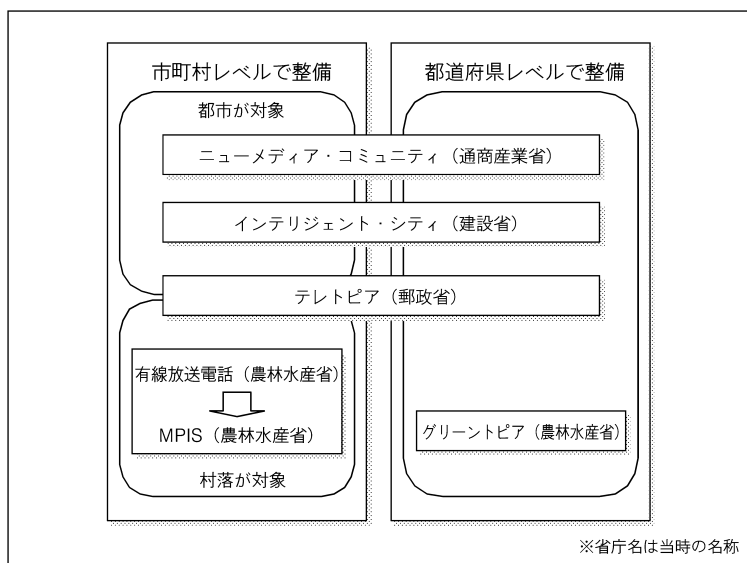 市町村レベルで整備
都道府県レベルで整備
都市が対象
ニューメディア・コミュニティ（通商産業省）
インテリジェント・シティ（建設省）
テレトピア（郵政省）
有線放送電話（農林水産省）
MPIS（農林水産省）
グリーントピア（農林水産省）
村落が対象
※省庁名は当時の名称